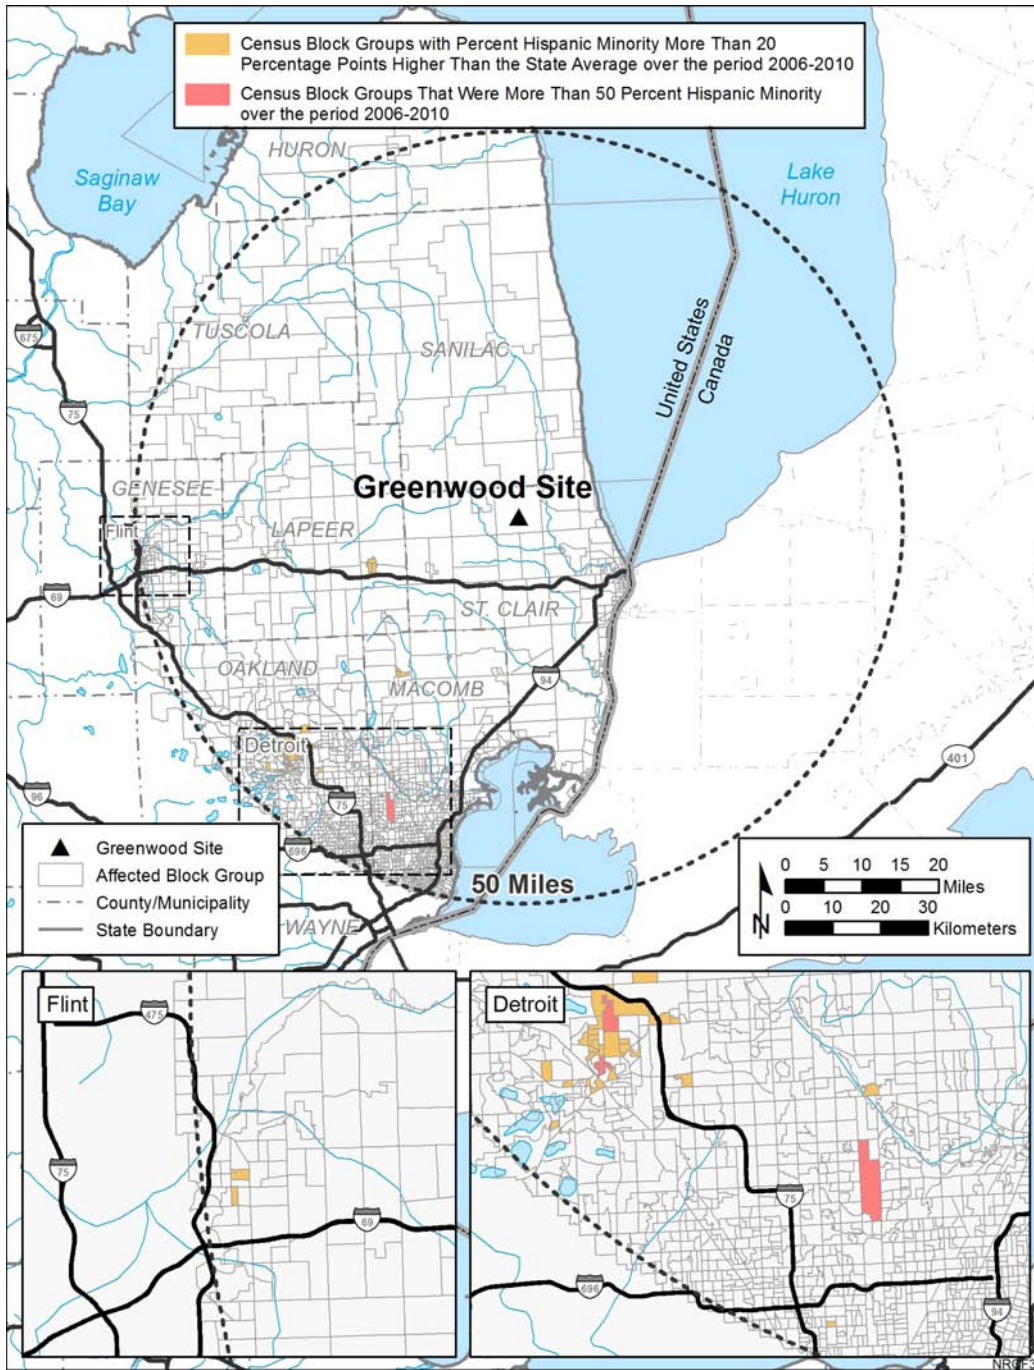 Census Block Groups with Percent Hispanic Minority More Than 20
Percentage Points Higher Than the State Average over the period 2006-2010
Census Block Groups That Were More Than 50 Percent Hispanic Minority
over the period 2006-2010
HURON
Saginaw
Bay
Lake
Huron
TUSCOLA
SANILAC
United States
Canada
675
75
GENESEE
Greenwood Site
Flint
LAPEER
69
ST. CLAIR
OAKLAND
MACOMB
94
Detroit
401
96
75
696
Greenwood Site
Affected Block Group
County/Municipality
State Boundary
WAYNE
50 Miles
N
0 5 10 15 20
Miles
0 10 20 30
Kilometers
Flint
475
75
69
Detroit
75
696
94